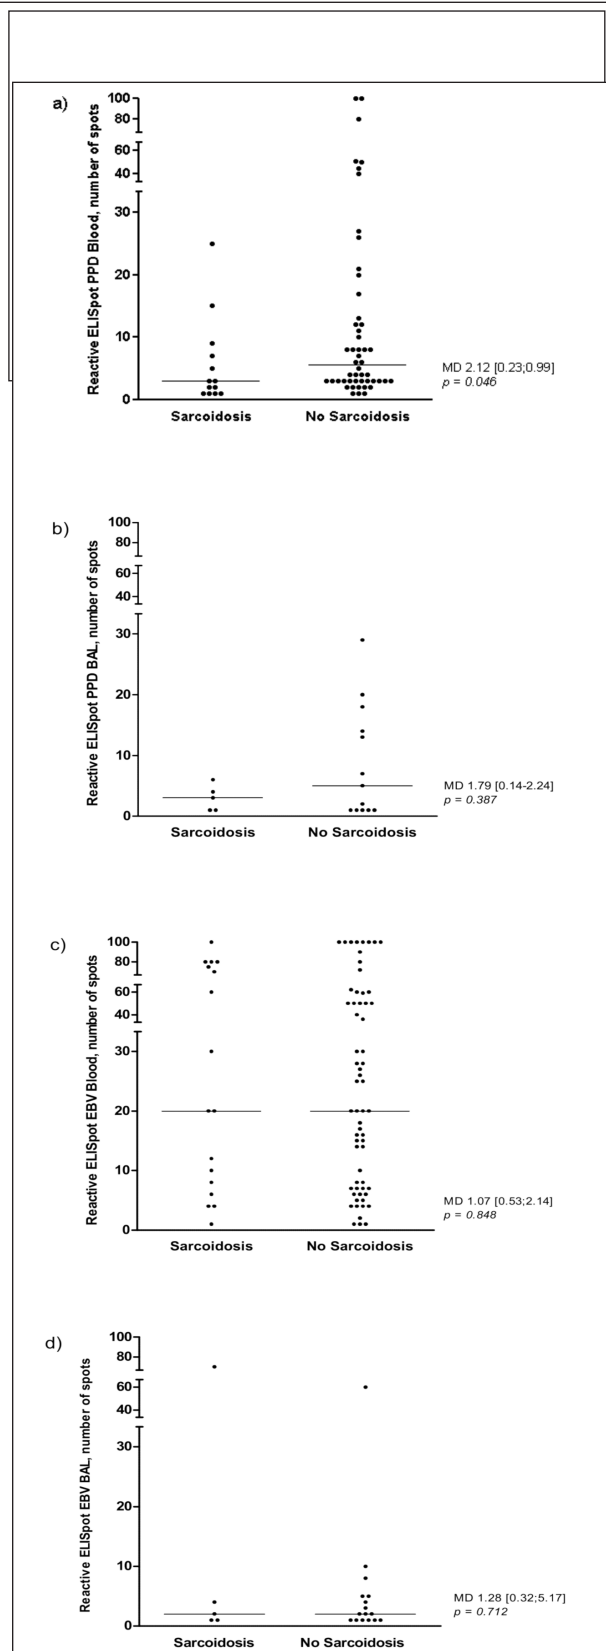 a)
Reactive ELISpot PPD Blood, number of spots
100
80
60
40
30
20
10
0
Sarcoidosis No Sarcoidosis
MD 2.12 [0.23;0.99]
p = 0.046
b)
Reactive ELISpot PPD BAL, number of spots
100
80
60
40
30
20
10
0
Sarcoidosis No Sarcoidosis
MD 1.79 [0.14-2.24]
p = 0.387
c)
Reactive ELISpot EBV Blood, number of spots
100
80
60
40
30
20
10
0
Sarcoidosis No Sarcoidosis
MD 1.07 [0.53;2.14]
p = 0.848
d)
Reactive ELISpot EBV BAL, number of spots
100
80
60
40
30
20
10
0
Sarcoidosis No Sarcoidosis
MD 1.28 [0.32;5.17]
p = 0.712